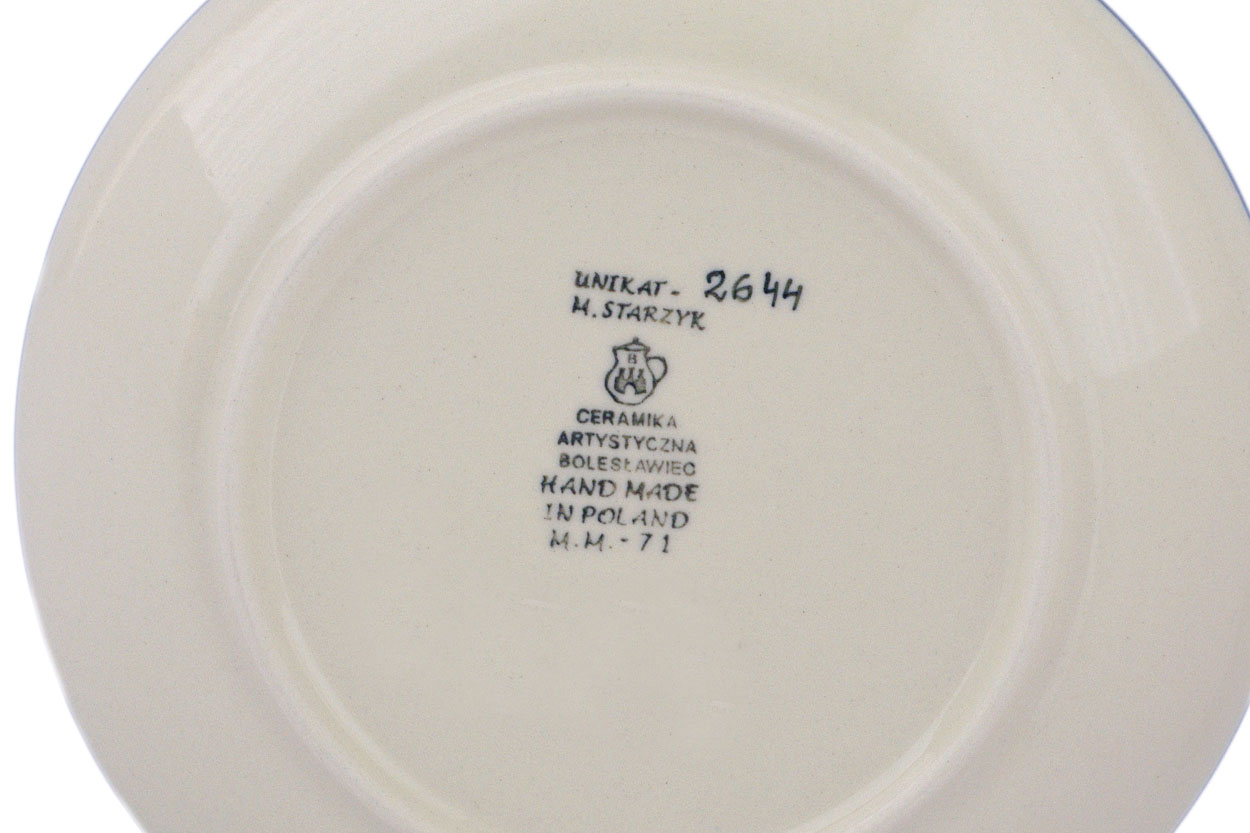 UNIKAT- 2644
M. STARZYK
B
CERAMIKA
ARTYSTYCZNA
BOLESŁAWIEC
HAND MADE
IN POLAND
M.M.-71